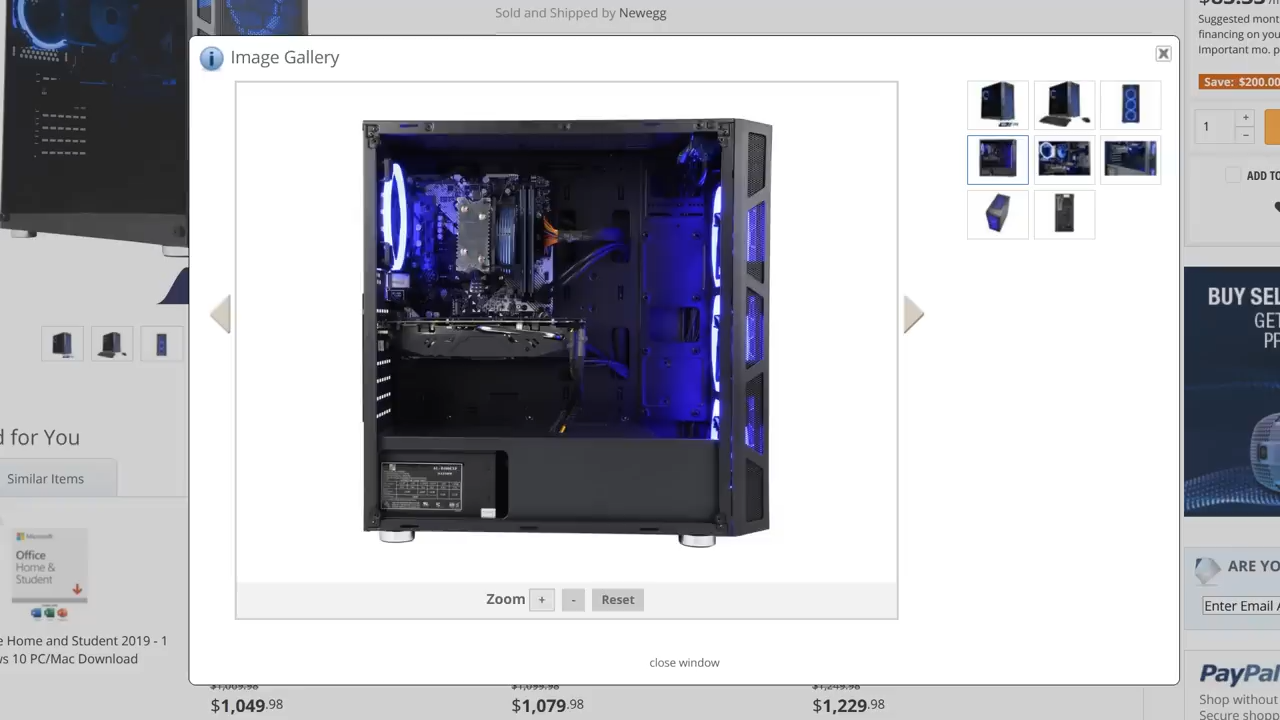 Sold and Shipped by Newegg
Suggested mont
financing on you
Important mo. p
Save: $200.00
Image Gallery
1
+
-
ADD TO
BUY SEL
GET
PF
d for You
Similar Items
Microsoft
Office
Home &
Student
e Home and Student 2019 - 1
vs 10 PC/Mac Download
Zoom + - Reset
close window
ARE YO
Enter Email A
PayPal
Shop without
Secure shopp
$1,049.98
$1,079.98
$1,229.98